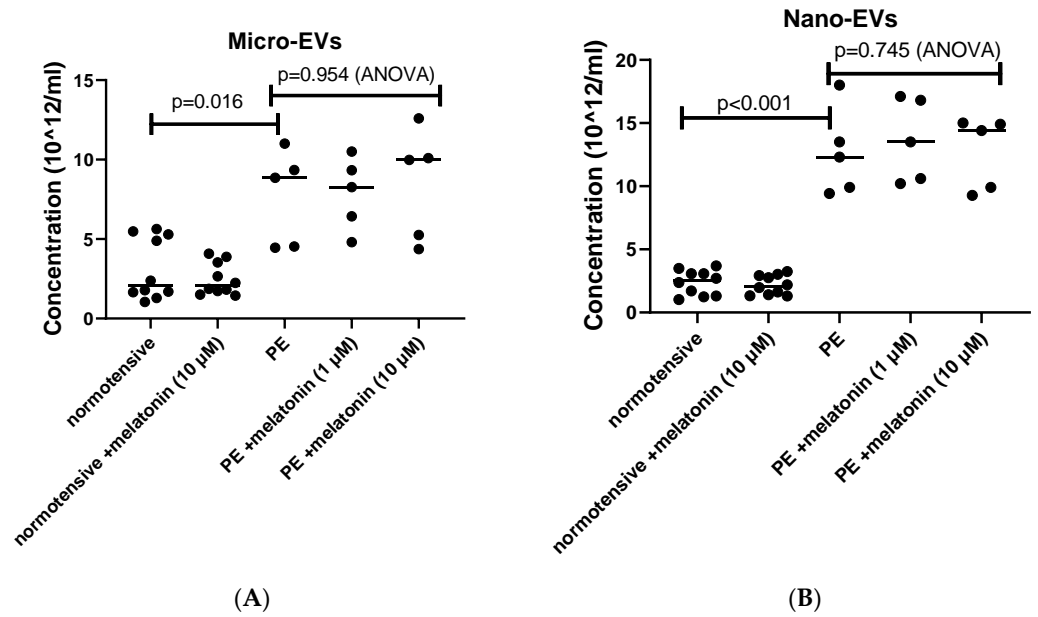 Micro-EVs
Concentration (10^12/ml)
15
10
5
0
p=0.016
p=0.954 (ANOVA)
normotensive
normotensive +melatonin (10 µM)
PE
PE +melatonin (1 µM)
PE +melatonin (10 µM)
(A)
Nano-EVs
Concentration (10^12/ml)
20
15
10
5
0
p<0.001
p=0.745 (ANOVA)
normotensive
normotensive +melatonin (10 µM)
PE
PE +melatonin (1 µM)
PE +melatonin (10 µM)
(B)